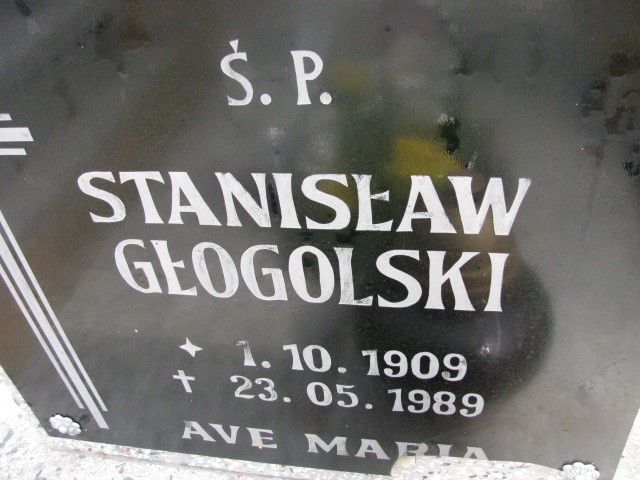 Ś. P.
STANISŁAW
GŁOGOLSKI
1. 10. 1909
✝ 23. 05. 1989
AVE MARIA